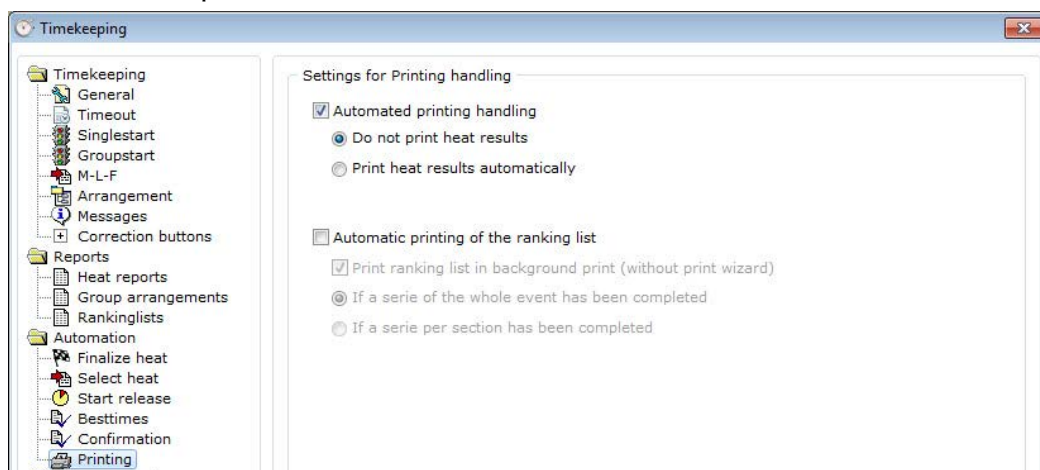 Timekeeping
Timekeeping
General
Timeout
Singlestart
Groupstart
M-L-F
Arrangement
Messages
Correction buttons
Reports
Heat reports
Group arrangements
Rankinglists
Automation
Finalize heat
Select heat
Start release
Besttimes
Confirmation
Printing
Settings for Printing handling
Automated printing handling
Do not print heat results
Print heat results automatically
Automatic printing of the ranking list
Print ranking list in background print (without print wizard)
If a serie of the whole event has been completed
If a serie per section has been completed